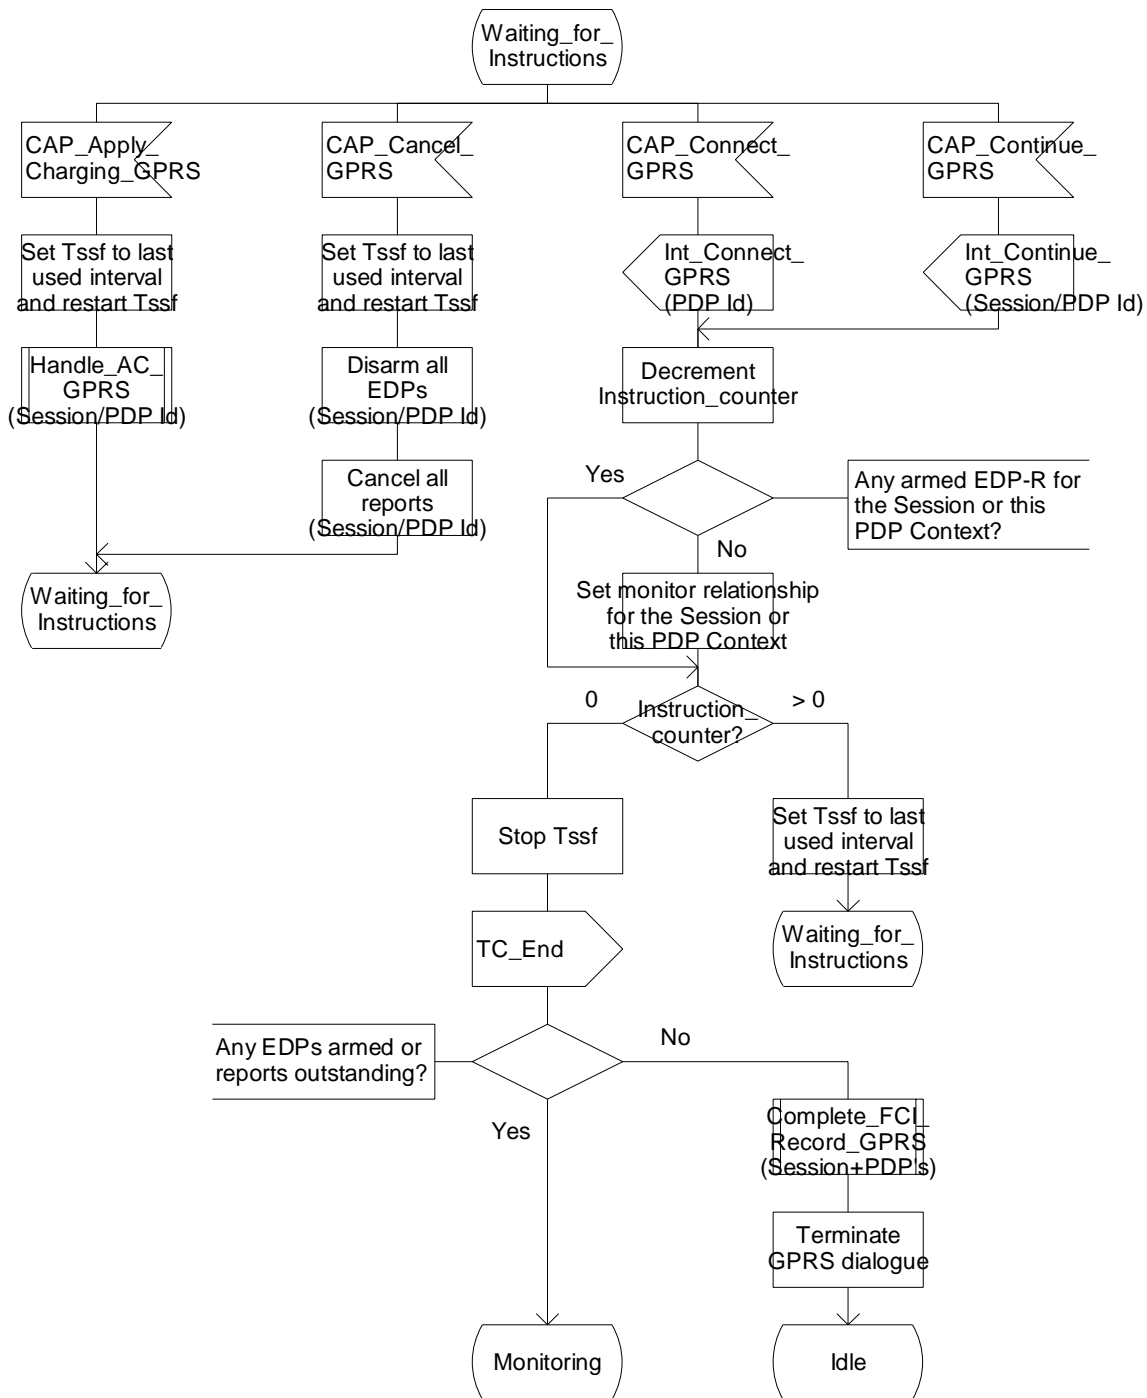 Waiting_for_
Instructions
CAP_Apply_
Charging_GPRS
CAP_Cancel_
GPRS
CAP_Connect_
GPRS
CAP_Continue_
GPRS
Set Tssf to last
used interval
and restart Tssf
Set Tssf to last
used interval
and restart Tssf
Int_Connect_
GPRS
(PDP Id)
Int_Continue_
GPRS
(Session/PDP Id)
Handle_AC_
GPRS
(Session/PDP Id)
Disarm all
EDPs
(Session/PDP Id)
Decrement
Instruction_counter
Cancel all
reports
(Session/PDP Id)
Yes
Any armed EDP-R for
the Session or this
PDP Context?
No
Waiting_for_
Instructions
Set monitor relationship
for the Session or
this PDP Context
0
Instruction_
counter?
> 0
Stop Tssf
Set Tssf to last
used interval
and restart Tssf
TC_End
Waiting_for_
Instructions
Any EDPs armed or
reports outstanding?
No
Yes
Complete_FCI_
Record_GPRS
(Session+PDP's)
Terminate
GPRS dialogue
Monitoring
Idle